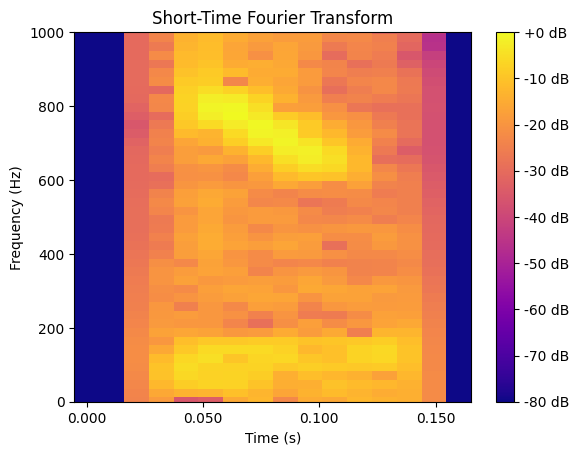 Short-Time Fourier Transform
Frequency (Hz)
1000
800
600
400
200
0
0.000 0.050 0.100 0.150
Time (s)
+0 dB
-10 dB
-20 dB
-30 dB
-40 dB
-50 dB
-60 dB
-70 dB
-80 dB